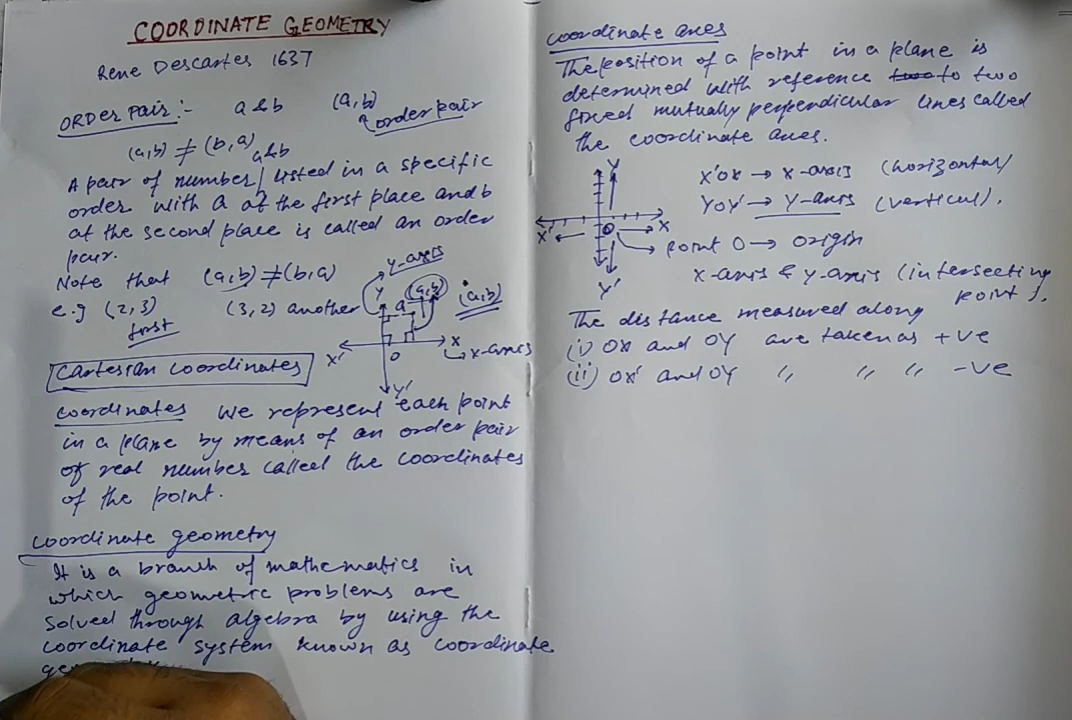 COORDINATE GEOMETRY
Rene Descartes 1637
ORDER PAIR :- a & b (a,b)
order pair
(a,b) ≠ (b,a)
a&b
A pair of number listed in a specific
order with a at the first place and b
at the second place is called an order
pair.
Note that (a,b) ≠ (b,a)
e.g (2,3) (3,2) another
first
y-axis
Y
a (a,b) (a,b)
X' O X
x-axis
Y'
Cartesian coordinates
coordinates We represent each point
in a plane by means of an order pair
of real number called the coordinates
of the point.
coordinate geometry
It is a branch of mathematics in
which geometric problems are
solved through algebra by using the
coordinate system known as coordinate
coordinate axes
The position of a point in a plane is
determined with reference to two
fixed mutually perpendicular lines called
the coordinate axes.
Y
X' O X
Y'
X'OX → X-axis (horizontal)
YOY' → Y-axis (vertical).
point O → origin
X-axis & y-axis (intersecting
point).
The distance measured along
(i) OX and OY are taken as +ve
(ii) OX' and OY " " " -ve